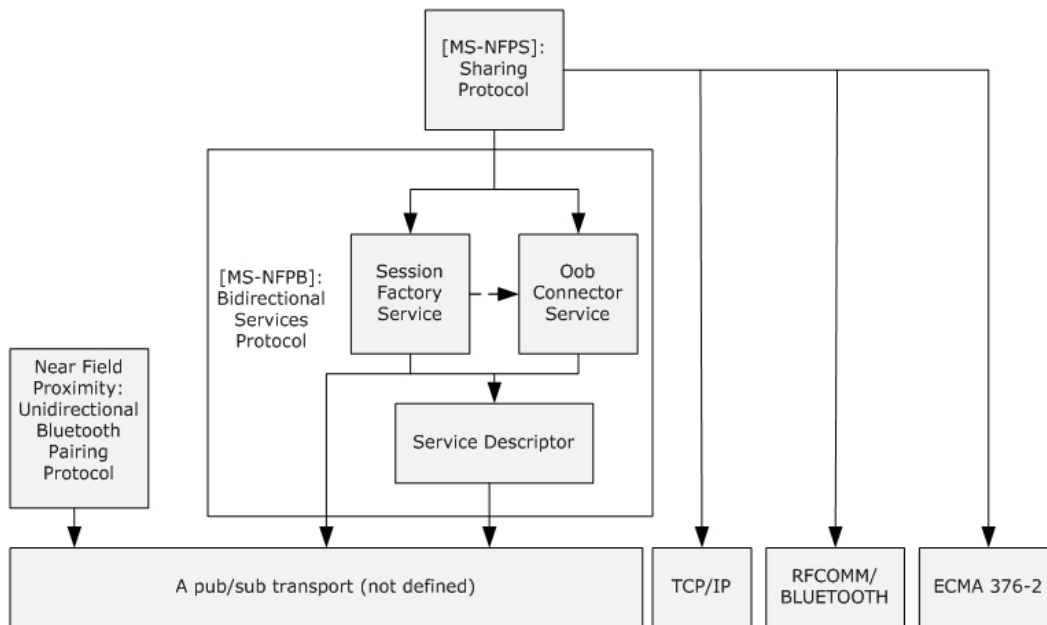 [MS-NFPS]:
Sharing
Protocol
[MS-NFPB]:
Bidirectional
Services
Protocol
Session
Factory
Service
Oob
Connector
Service
Near Field
Proximity:
Unidirectional
Bluetooth
Pairing
Protocol
Service Descriptor
A pub/sub transport (not defined)
TCP/IP
RFCOMM/
BLUETOOTH
ECMA 376-2